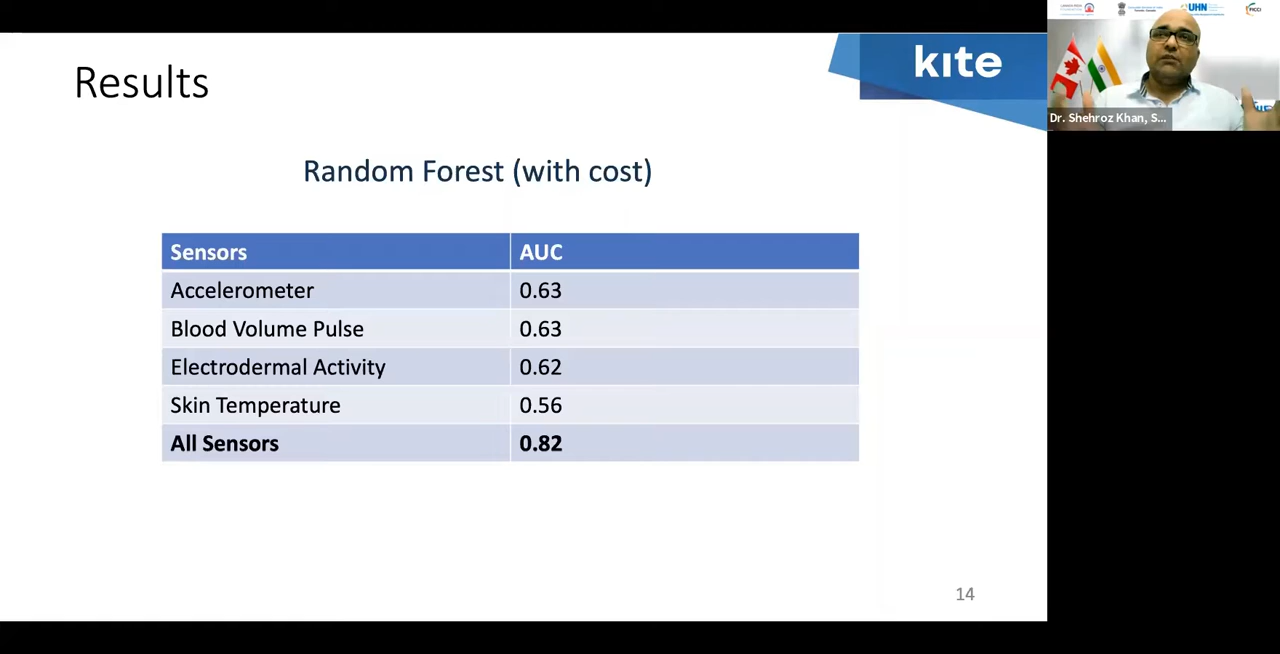 Results
kite
Random Forest (with cost)
Sensors AUC
Accelerometer 0.63
Blood Volume Pulse 0.63
Electrodermal Activity 0.62
Skin Temperature 0.56
All Sensors 0.82
14
UHN
FICCI
Dr. Shehroz Khan, S...